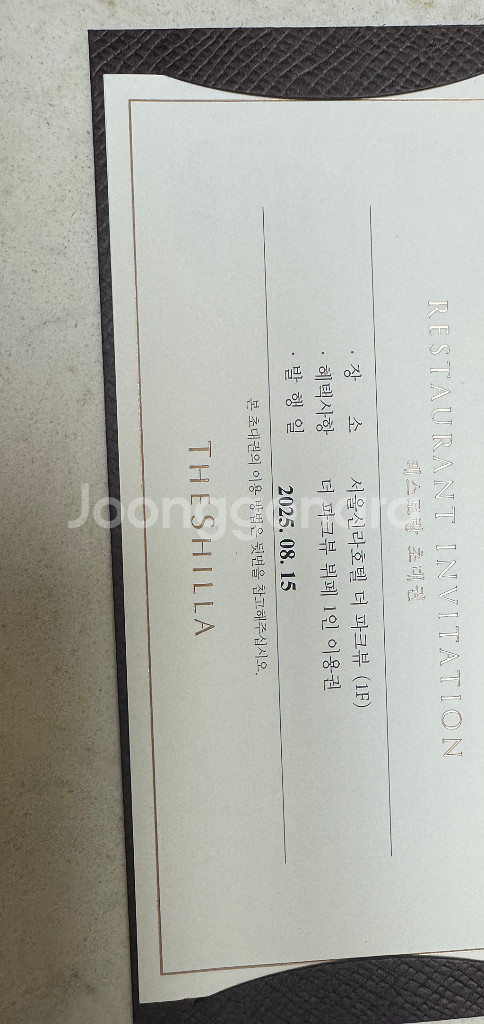 RESTAURANT INVITATION
레스토랑 초대권
· 장 소 서울신라호텔 더 파크뷰 (1F)
· 혜택사항 더 파크뷰 뷔페 1인 이용권
· 발 행 일 2025. 08. 15
본 초대권의 이용 방법은 뒷면을 참고해주십시오.
THE SHILLA
Joonggonara